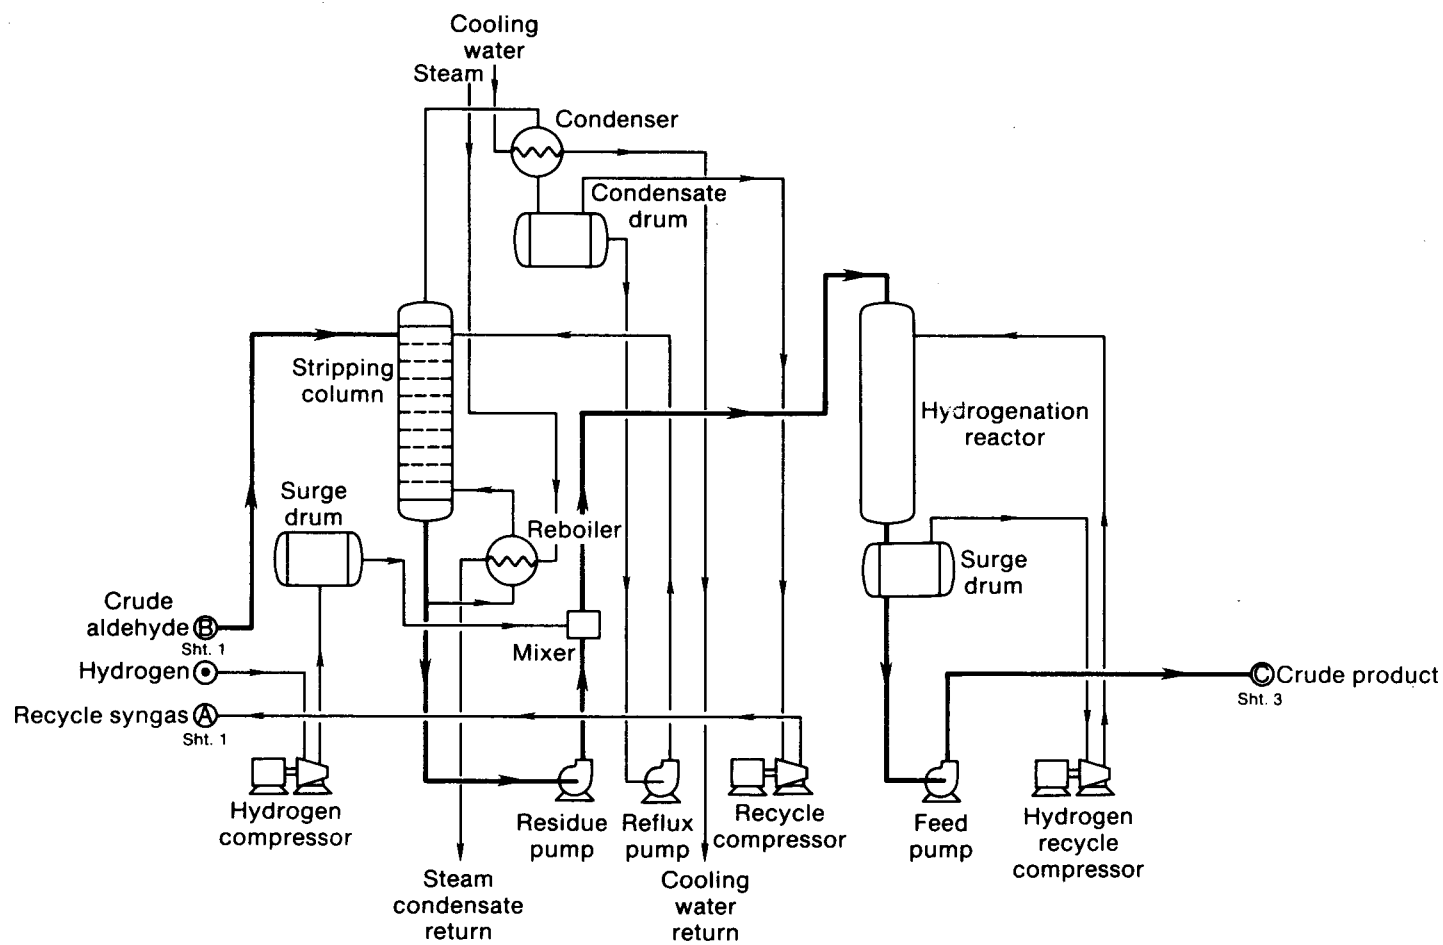 Cooling
water
Steam
Condenser
Condensate
drum
Stripping
column
Hydrogenation
reactor
Surge
drum
Reboiler
Surge
drum
Crude
aldehyde B
Sht. 1
Mixer
Hydrogen
C Crude product
Sht. 3
Recycle syngas A
Sht. 1
Hydrogen
compressor
Residue
pump
Reflux
pump
Recycle
compressor
Feed
pump
Hydrogen
recycle
compressor
Steam
condensate
return
Cooling
water
return